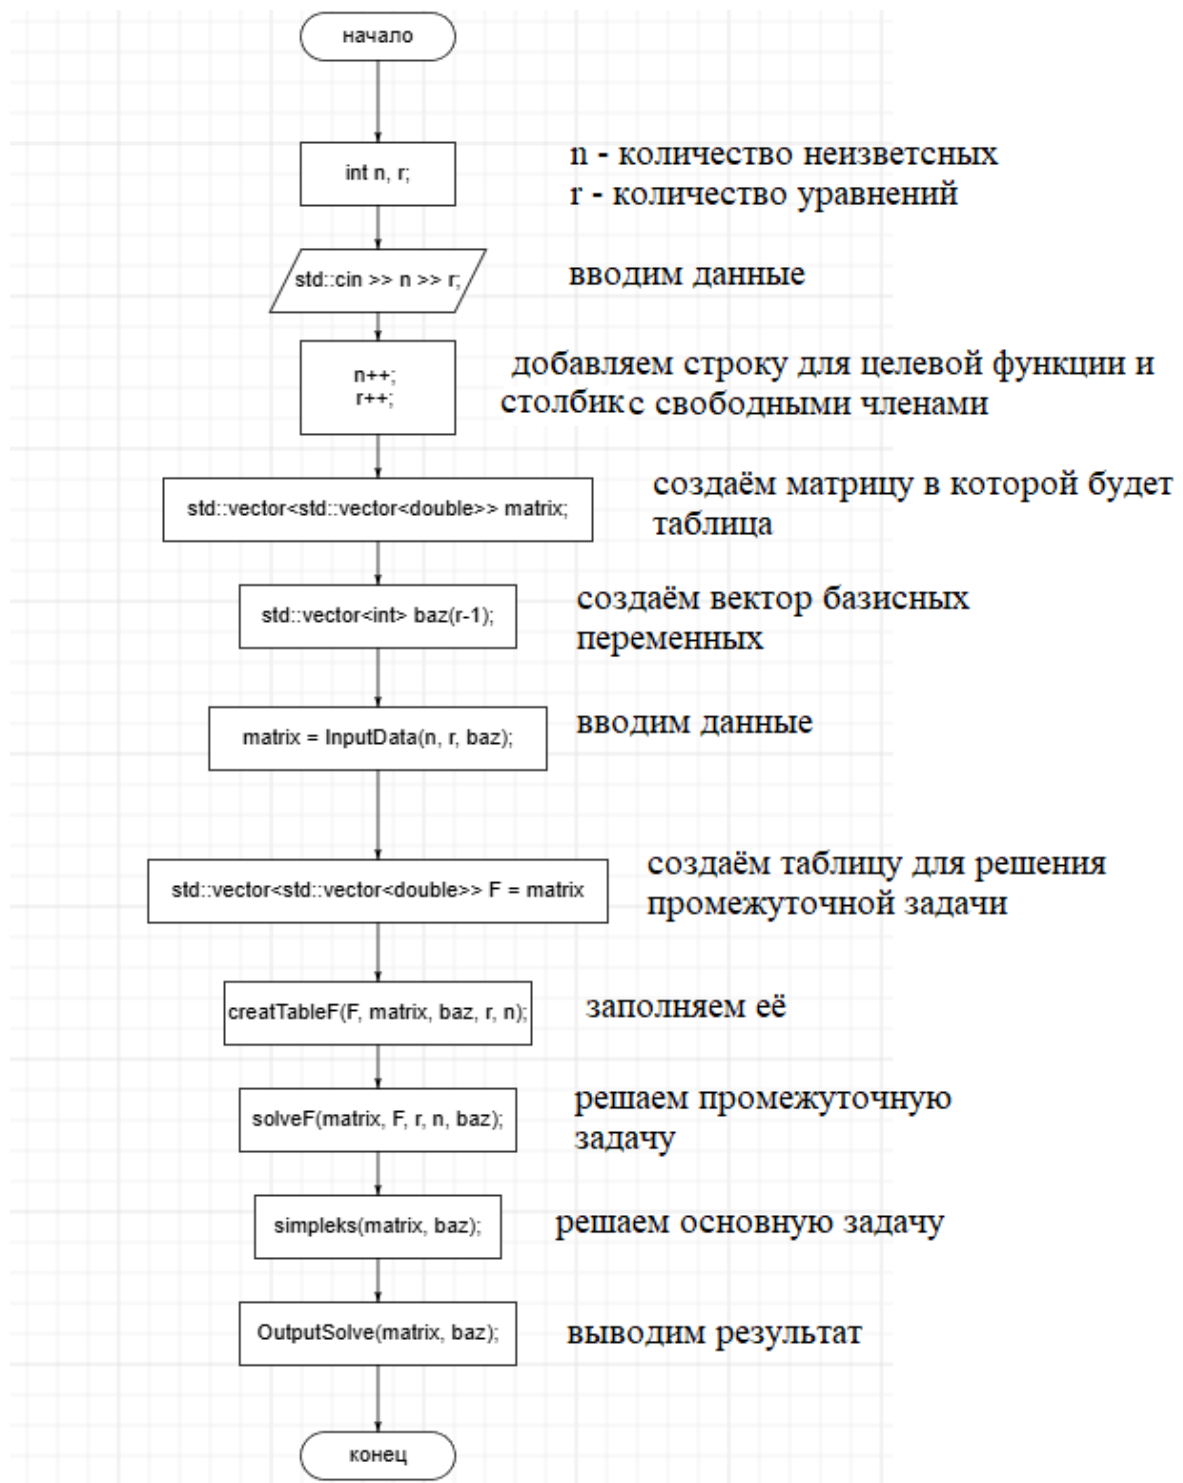 начало
int n, r;
n - количество неизветсных
r - количество уравнений
std::cin >> n >> r;
вводим данные
n++;
r++;
добавляем строку для целевой функции и
столбик с свободными членами
std::vector<std::vector<double>> matrix;
создаём матрицу в которой будет
таблица
std::vector<int> baz(r-1);
создаём вектор базисных
переменных
matrix = InputData(n, r, baz);
вводим данные
std::vector<std::vector<double>> F = matrix
создаём таблицу для решения
промежуточной задачи
creatTableF(F, matrix, baz, r, n);
заполняем её
solveF(matrix, F, r, n, baz);
решаем промежуточную
задачу
simpleks(matrix, baz);
решаем основную задачу
OutputSolve(matrix, baz);
выводим результат
конец